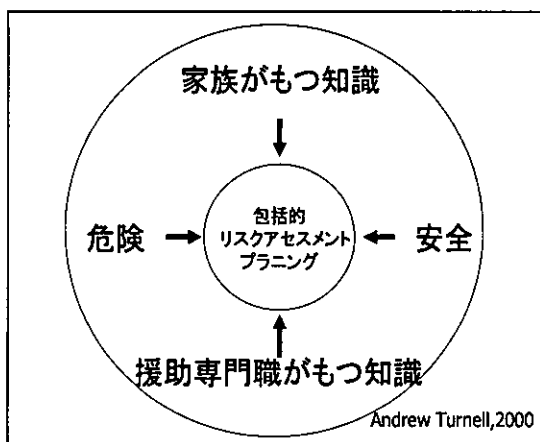 家族がもつ知識
包括的
リスクアセスメント
プラニング
危険
安全
援助専門職がもつ知識
Andrew Turnell,2000